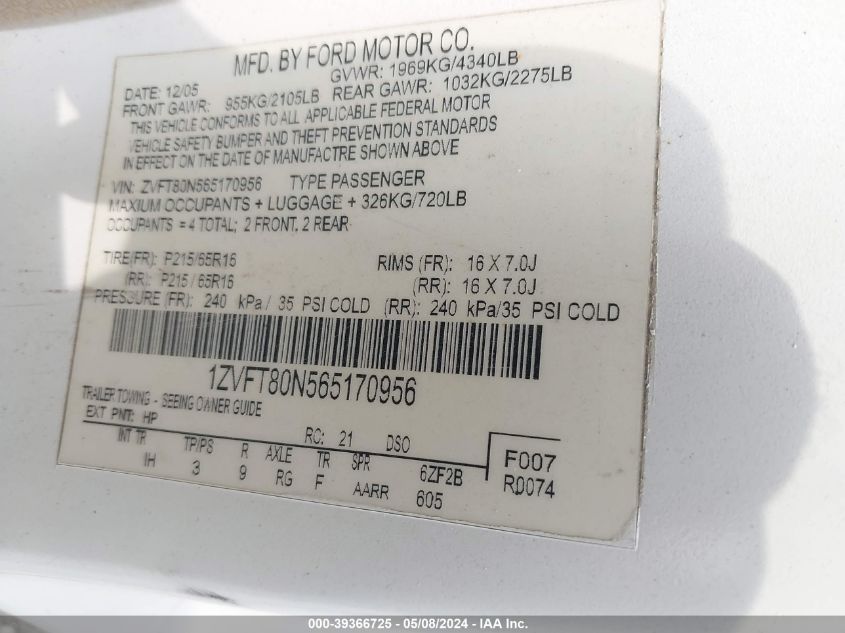 MFD. BY FORD MOTOR CO.
DATE: 12/05 GVWR: 1969KG/4340LB
FRONT GAWR: 955KG/2105LB REAR GAWR: 1032KG/2275LB
THIS VEHICLE CONFORMS TO ALL APPLICABLE FEDERAL MOTOR
VEHICLE SAFETY BUMPER AND THEFT PREVENTION STANDARDS
IN EFFECT ON THE DATE OF MANUFACTRE SHOWN ABOVE
VIN: ZVFT80N565170956 TYPE PASSENGER
MAXIUM OCCUPANTS + LUGGAGE + 326KG/720LB
OCCUPANTS = 4 TOTAL; 2 FRONT, 2 REAR
TIRE(FR): P215/65R16 RIMS (FR): 16 X 7.0J
(RR): P215/65R16 (RR): 16 X 7.0J
PRESSURE (FR): 240 kPa/ 35 PSI COLD (RR): 240 kPa/35 PSI COLD
1ZVFT80N565170956
TRAILER TOWING - SEEING OWNER GUIDE
EXT PNT: HP RC: 21 DSO
INT TR TP/PS R AXLE TR SPR 6ZF2B F007
IH 3 9 RG F AARR 605 R0074
000-39366725 - 05/08/2024 - IAA Inc.